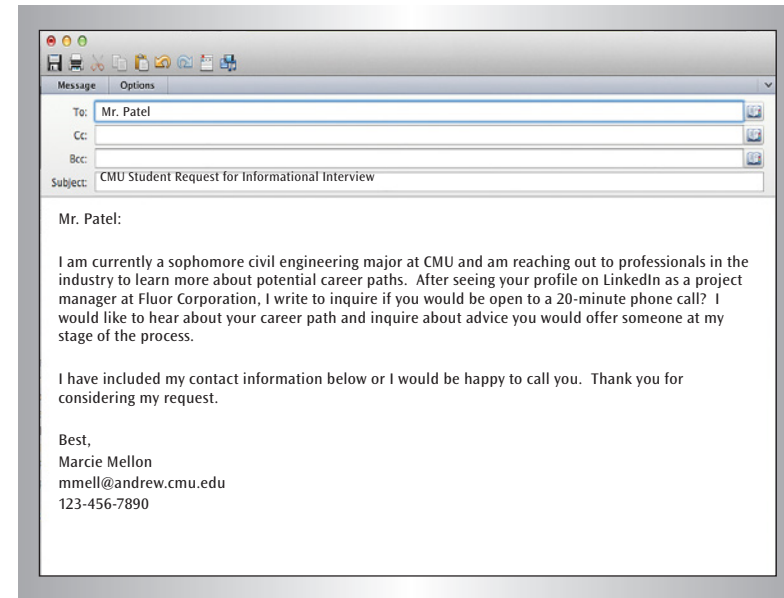 Message Options
To: Mr. Patel
Cc:
Bcc:
Subject: CMU Student Request for Informational Interview
Mr. Patel:
I am currently a sophomore civil engineering major at CMU and am reaching out to professionals in the
industry to learn more about potential career paths.  After seeing your profile on LinkedIn as a project
manager at Fluor Corporation, I write to inquire if you would be open to a 20-minute phone call?  I
would like to hear about your career path and inquire about advice you would offer someone at my
stage of the process.
I have included my contact information below or I would be happy to call you.  Thank you for
considering my request.
Best,
Marcie Mellon
mmell@andrew.cmu.edu
123-456-7890